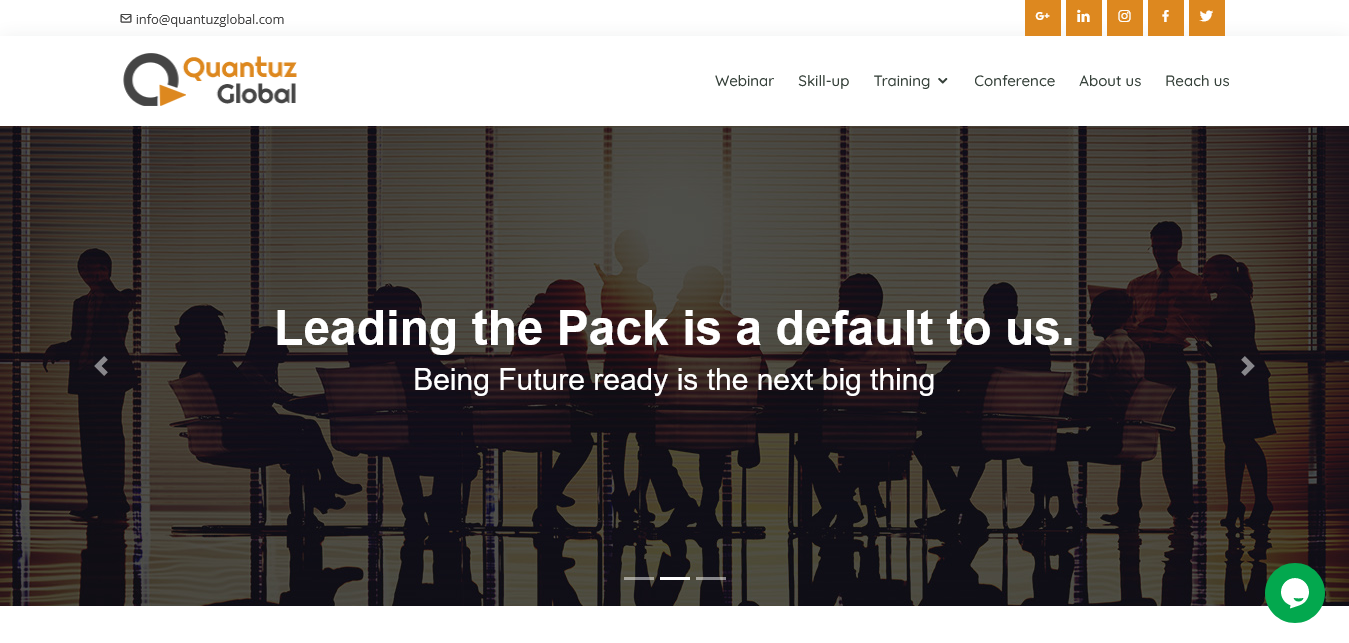 info@quantuzglobal.com
Quantuz
Global
Webinar Skill-up Training Conference About us Reach us
Leading the Pack is a default to us.
Being Future ready is the next big thing